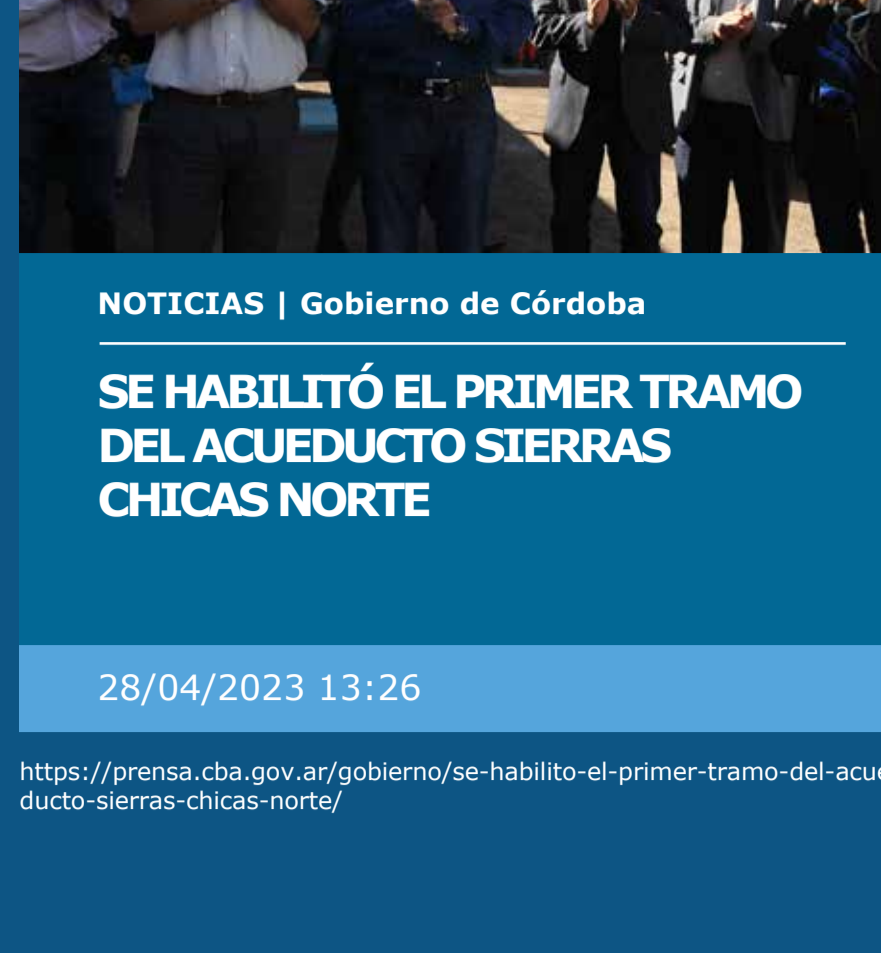 NOTICIAS | Gobierno de Córdoba
SE HABILITÓ EL PRIMER TRAMO
DEL ACUEDUCTO SIERRAS
CHICAS NORTE
28/04/2023 13:26
https://prensa.cba.gov.ar/gobierno/se-habilito-el-primer-tramo-del-acue
ducto-sierras-chicas-norte/